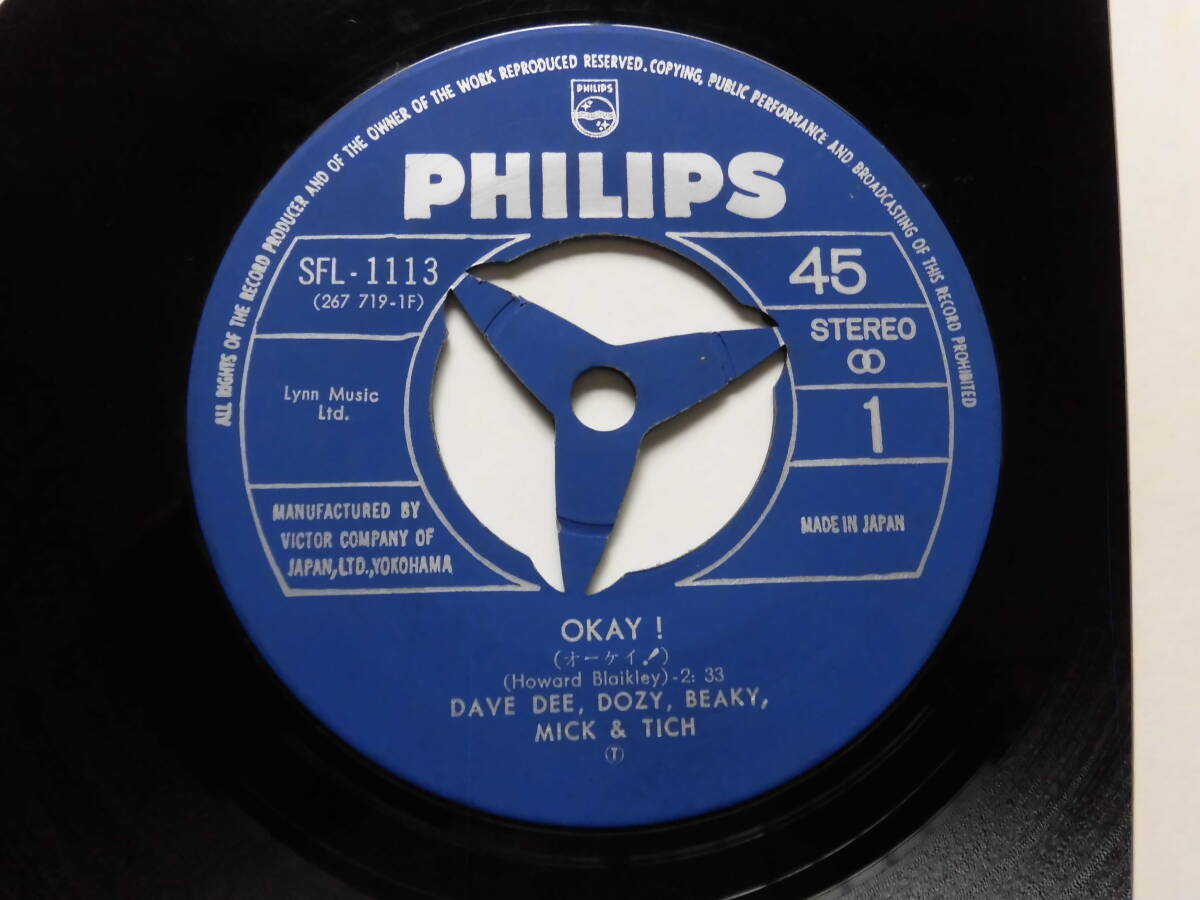 ALL RIGHTS OF THE RECORD PRODUCER AND OF THE OWNER OF THE WORK REPRODUCED RESERVED. COPYING, PUBLIC PERFORMANCE AND BROADCASTING OF THIS RECORD PROHIBITED
PHILIPS
PHILIPS
SFL-1113
(267 719-1F)
45
STEREO
Lynn Music
Ltd.
1
MANUFACTURED BY
VICTOR COMPANY OF
JAPAN,LTD.,YOKOHAMA
MADE IN JAPAN
OKAY !
(オーケイ!)
(Howard Blaikley)-2: 33
DAVE DEE, DOZY, BEAKY,
MICK & TICH
Ⓣ